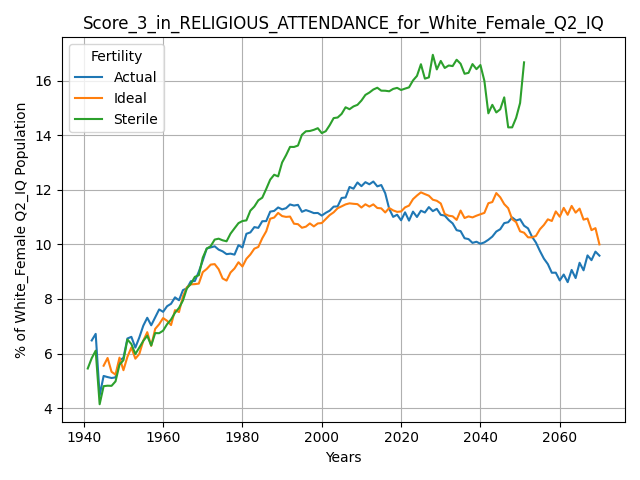 Score_3_in_RELIGIOUS_ATTENDANCE_for_White_Female_Q2_IQ
Fertility
Actual
Ideal
Sterile
% of White_Female Q2_IQ Population
16
14
12
10
8
6
4
1940 1960 1980 2000 2020 2040 2060
Years